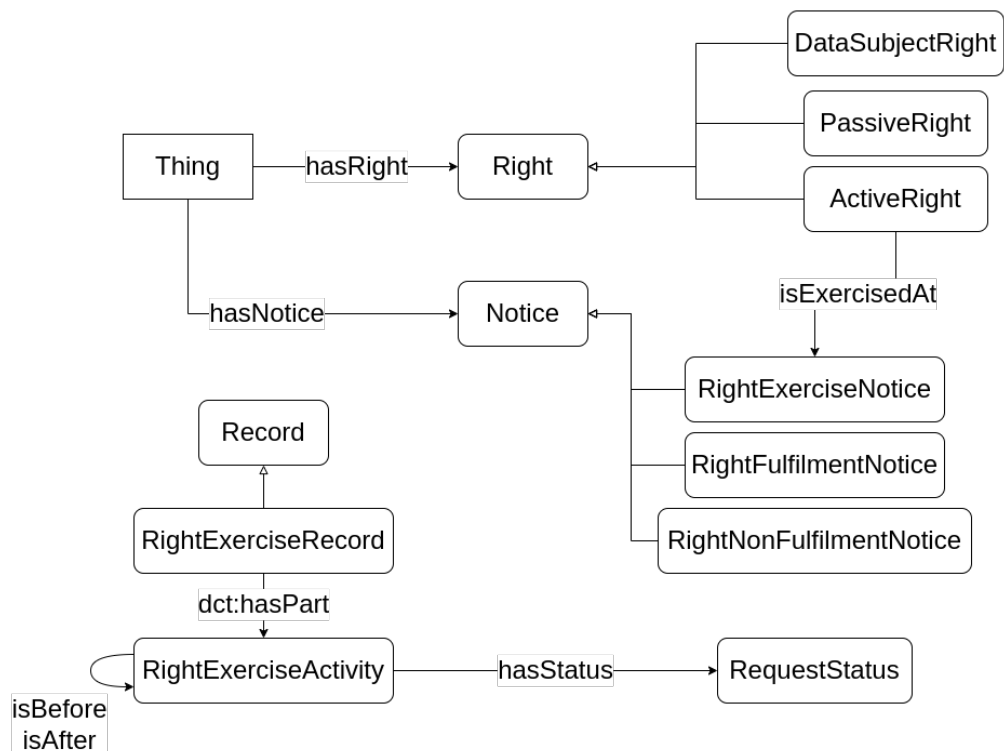 DataSubjectRight
PassiveRight
Thing
hasRight
Right
ActiveRight
isExercisedAt
hasNotice
Notice
RightExerciseNotice
Record
RightFulfilmentNotice
RightExerciseRecord
RightNonFulfilmentNotice
dct:hasPart
RightExerciseActivity
hasStatus
RequestStatus
isBefore
isAfter